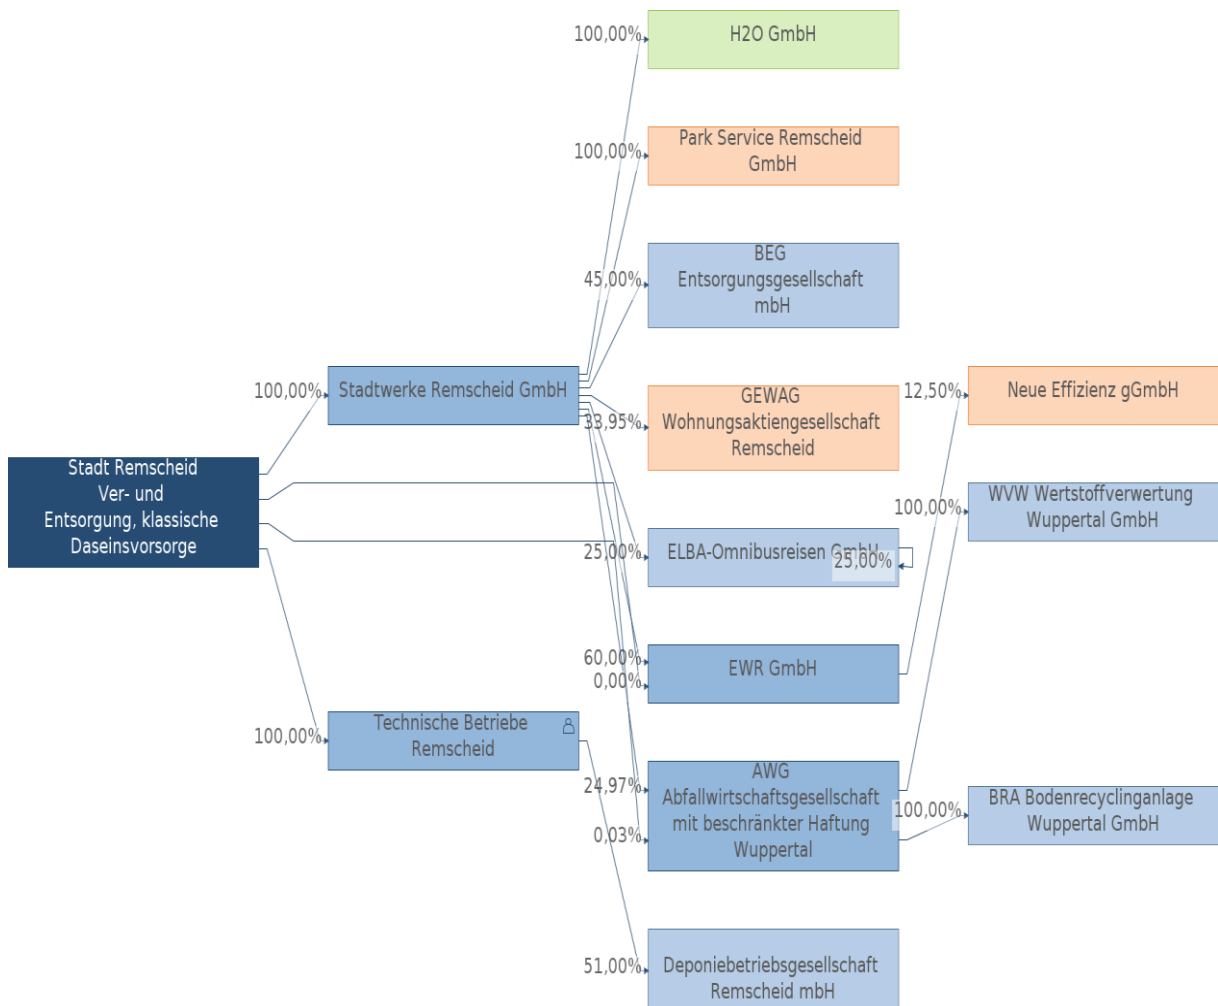 100,00%
H2O GmbH
100,00%
Park Service Remscheid
GmbH
45,00%
BEG
Entsorgungsgesellschaft
mbH
100,00%
Stadtwerke Remscheid GmbH
33,95%
GEWAG
Wohnungsaktiengesellschaft
Remscheid
12,50%
Neue Effizienz gGmbH
Stadt Remscheid
Ver- und
Entsorgung, klassische
Daseinsvorsorge
100,00%
WVW Wertstoffverwertung
Wuppertal GmbH
25,00%
ELBA-Omnibusreisen GmbH
25,00%
60,00%
0,00%
EWR GmbH
100,00%
Technische Betriebe
Remscheid
24,97%
0,03%
AWG
Abfallwirtschaftsgesellschaft
mit beschränkter Haftung
Wuppertal
100,00%
BRA Bodenrecyclinganlage
Wuppertal GmbH
51,00%
Deponiebetriebsgesellschaft
Remscheid mbH